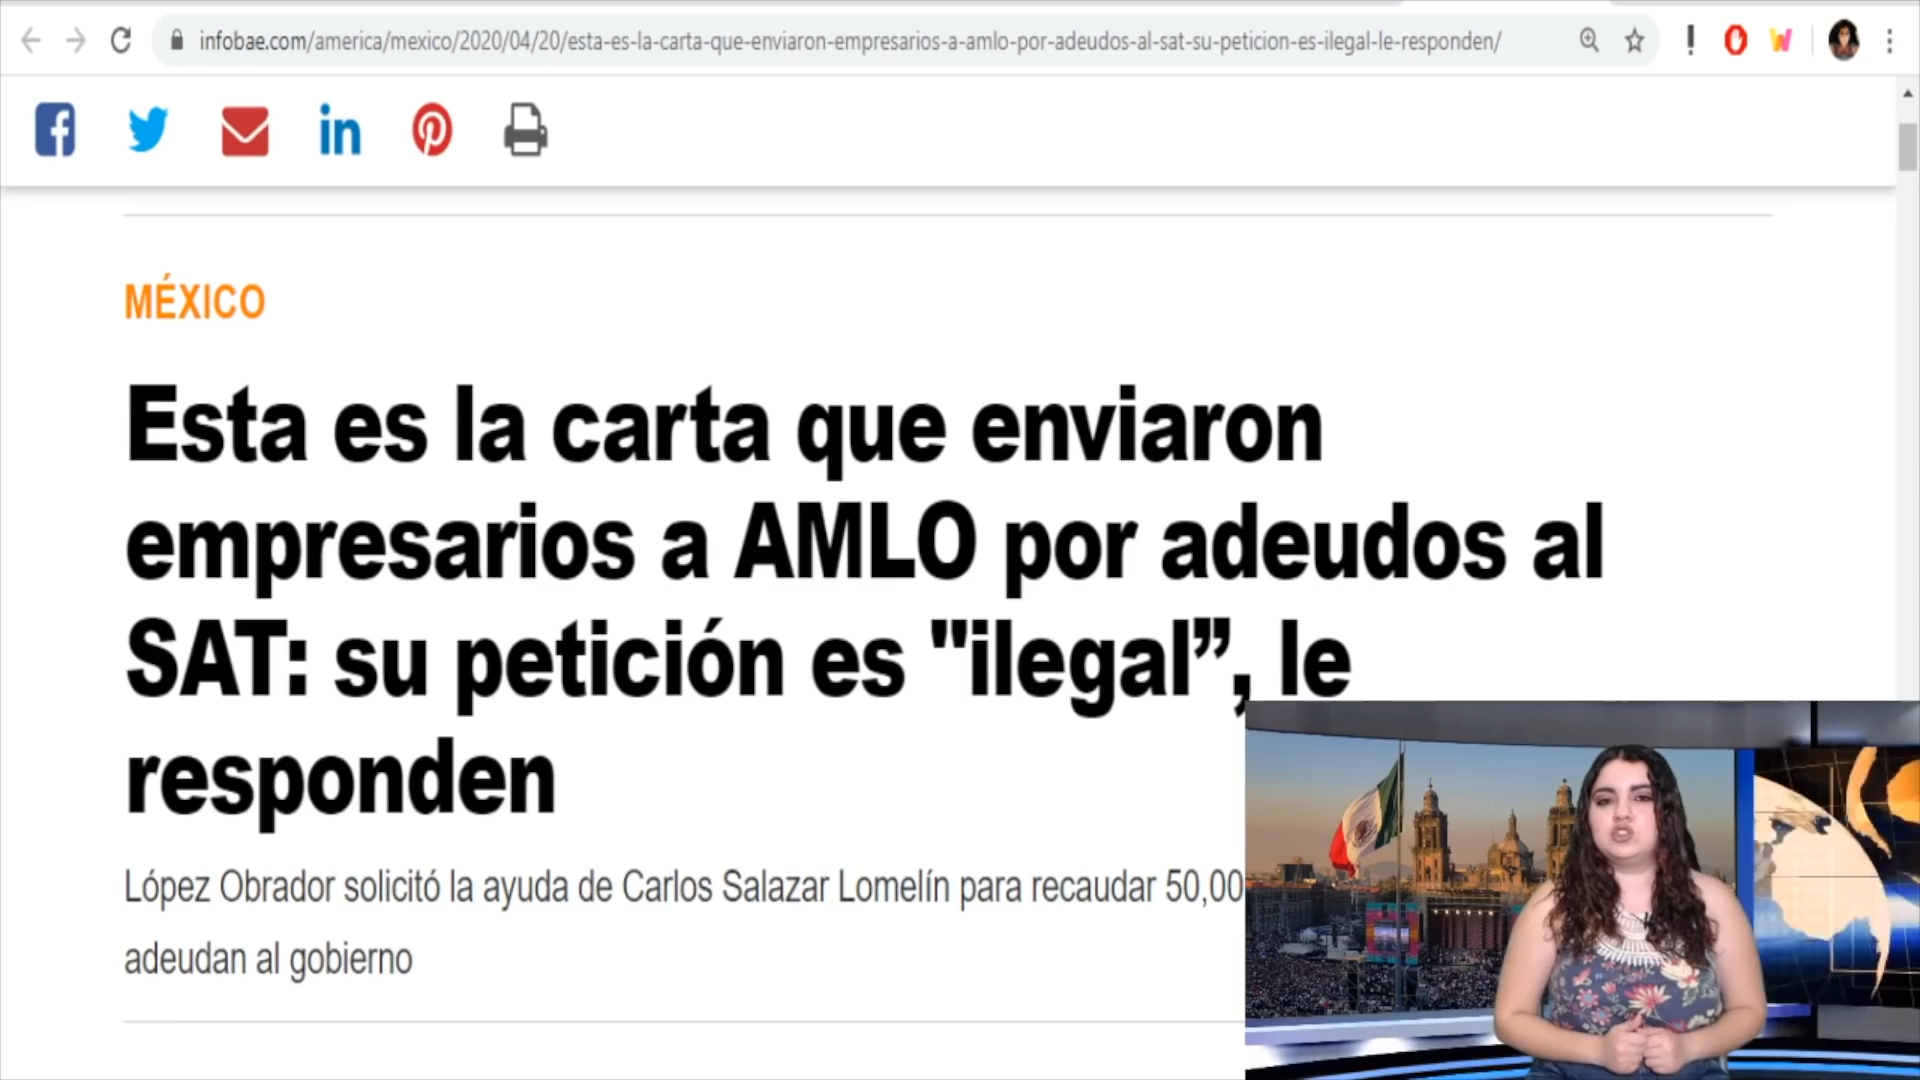 infobae.com/america/mexico/2020/04/20/esta-es-la-carta-que-enviaron-empresarios-a-amlo-por-adeudos-al-sat-su-peticion-es-ilegal-le-responden/
MÉXICO
Esta es la carta que enviaron
empresarios a AMLO por adeudos al
SAT: su petición es "ilegal”, le
responden
López Obrador solicitó la ayuda de Carlos Salazar Lomelín para recaudar 50,00
adeudan al gobierno